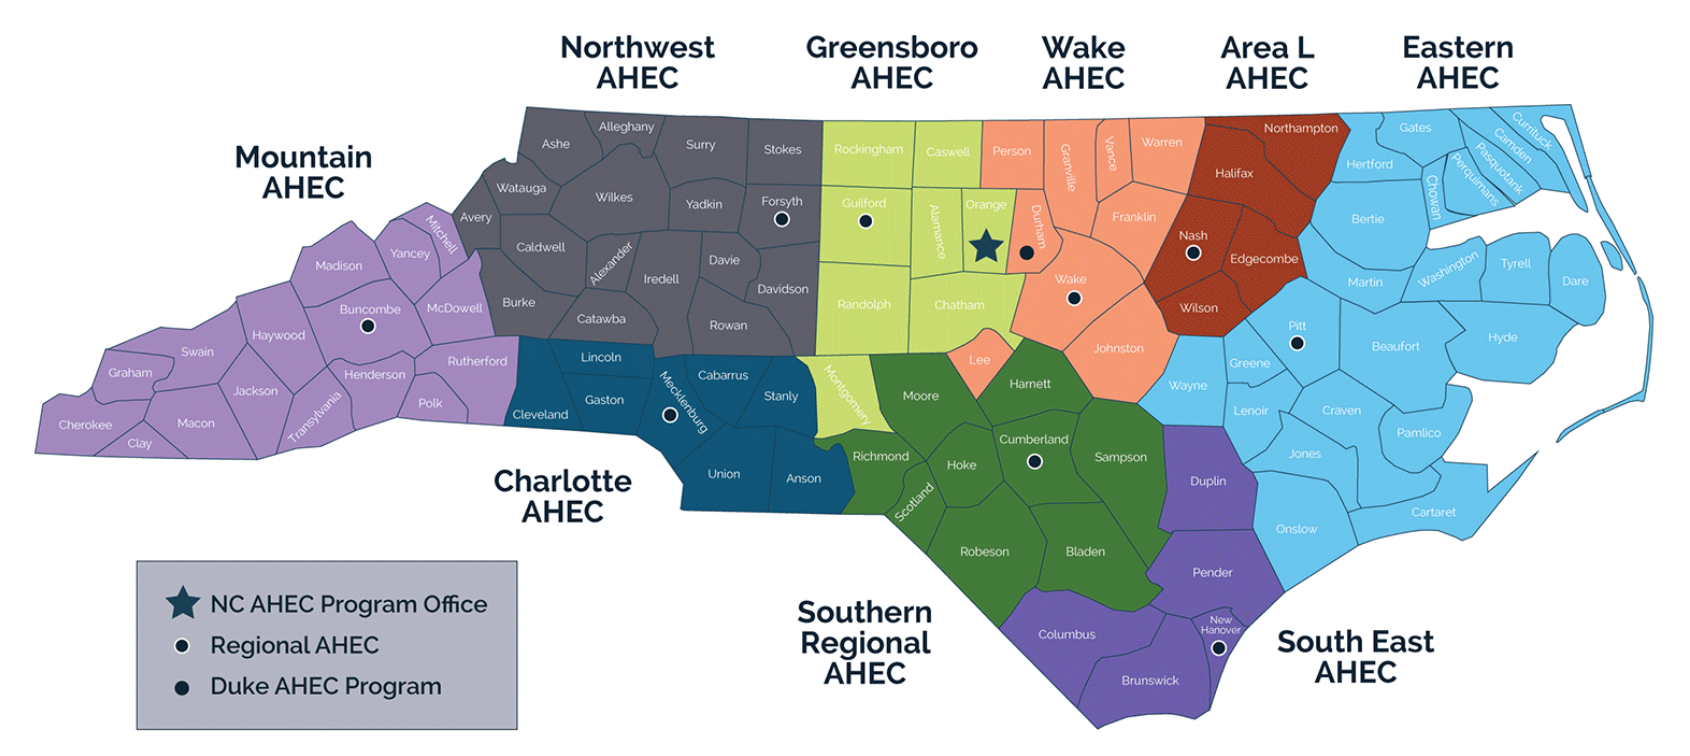 Northwest
AHEC
Greensboro
AHEC
Wake
AHEC
Area L
AHEC
Eastern
AHEC
Mountain
AHEC
Charlotte
AHEC
Southern
Regional
AHEC
South East
AHEC
Ashe
Alleghany
Surry
Stokes
Watauga
Wilkes
Yadkin
Forsyth
Avery
Caldwell
Alexander
Iredell
Davie
Davidson
Burke
Catawba
Rowan
Rockingham
Caswell
Guilford
Alamance
Orange
Randolph
Chatham
Montgomery
Person
Granville
Vance
Warren
Durham
Franklin
Wake
Johnston
Lee
Northampton
Halifax
Nash
Edgecombe
Wilson
Gates
Currituck
Camden
Pasquotank
Perquimans
Chowan
Hertford
Bertie
Martin
Washington
Tyrell
Dare
Pitt
Beaufort
Hyde
Greene
Wayne
Lenoir
Craven
Pamlico
Jones
Cartaret
Onslow
Mitchell
Yancey
Madison
Buncombe
McDowell
Haywood
Swain
Graham
Rutherford
Henderson
Jackson
Transylvania
Polk
Cherokee
Macon
Clay
Lincoln
Cleveland
Gaston
Mecklenburg
Cabarrus
Stanly
Union
Anson
Moore
Harnett
Richmond
Hoke
Cumberland
Sampson
Scotland
Robeson
Bladen
Duplin
Pender
New
Hanover
Columbus
Brunswick
NC AHEC Program Office
Regional AHEC
Duke AHEC Program